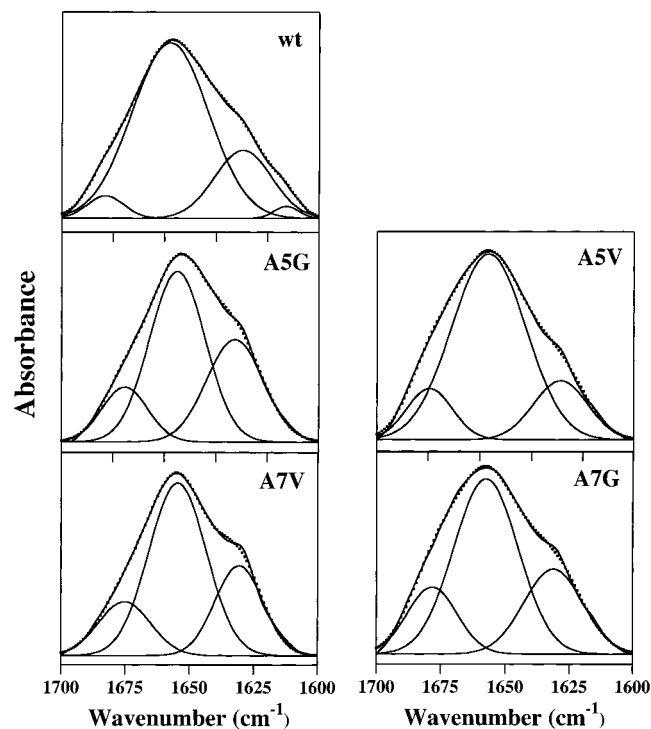 wt
A5G
A5V
A7V
A7G
Absorbance
1700 1675 1650 1625 1600
1700 1675 1650 1625 1600
Wavenumber (cm⁻¹)
Wavenumber (cm⁻¹)